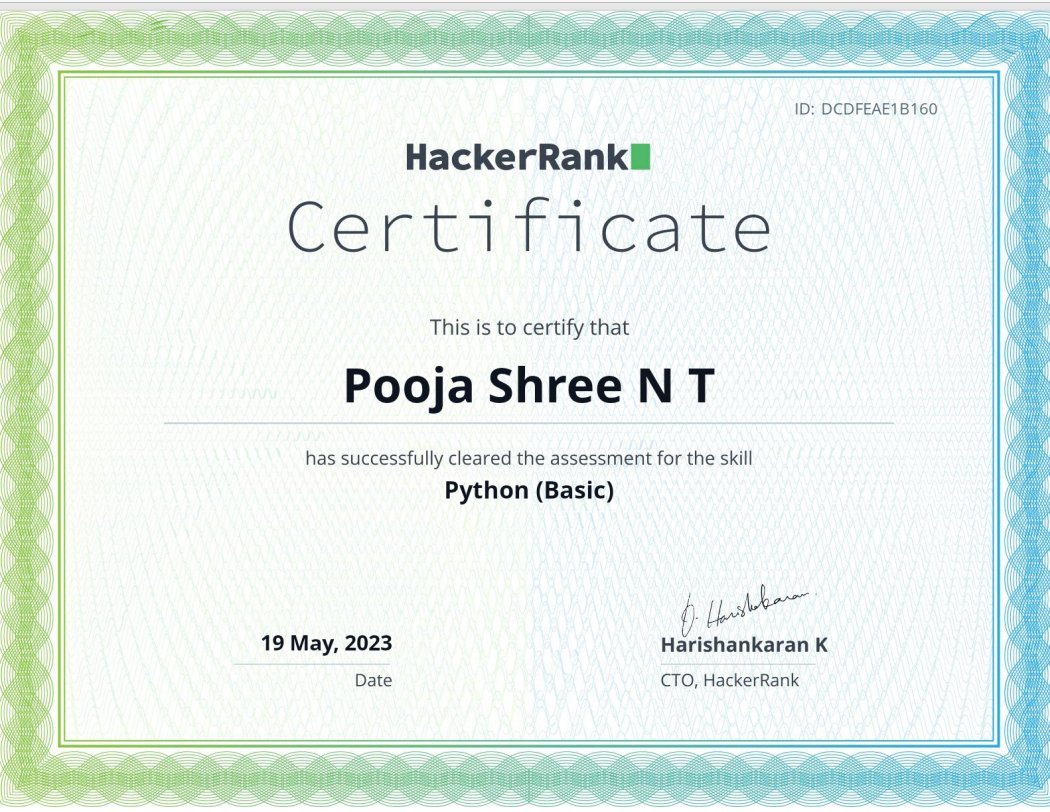 ID: DCDFEAE1B160
HackerRank
Certificate
This is to certify that
Pooja Shree N T
has successfully cleared the assessment for the skill
Python (Basic)
19 May, 2023
Date
Harishankaran K
CTO, HackerRank